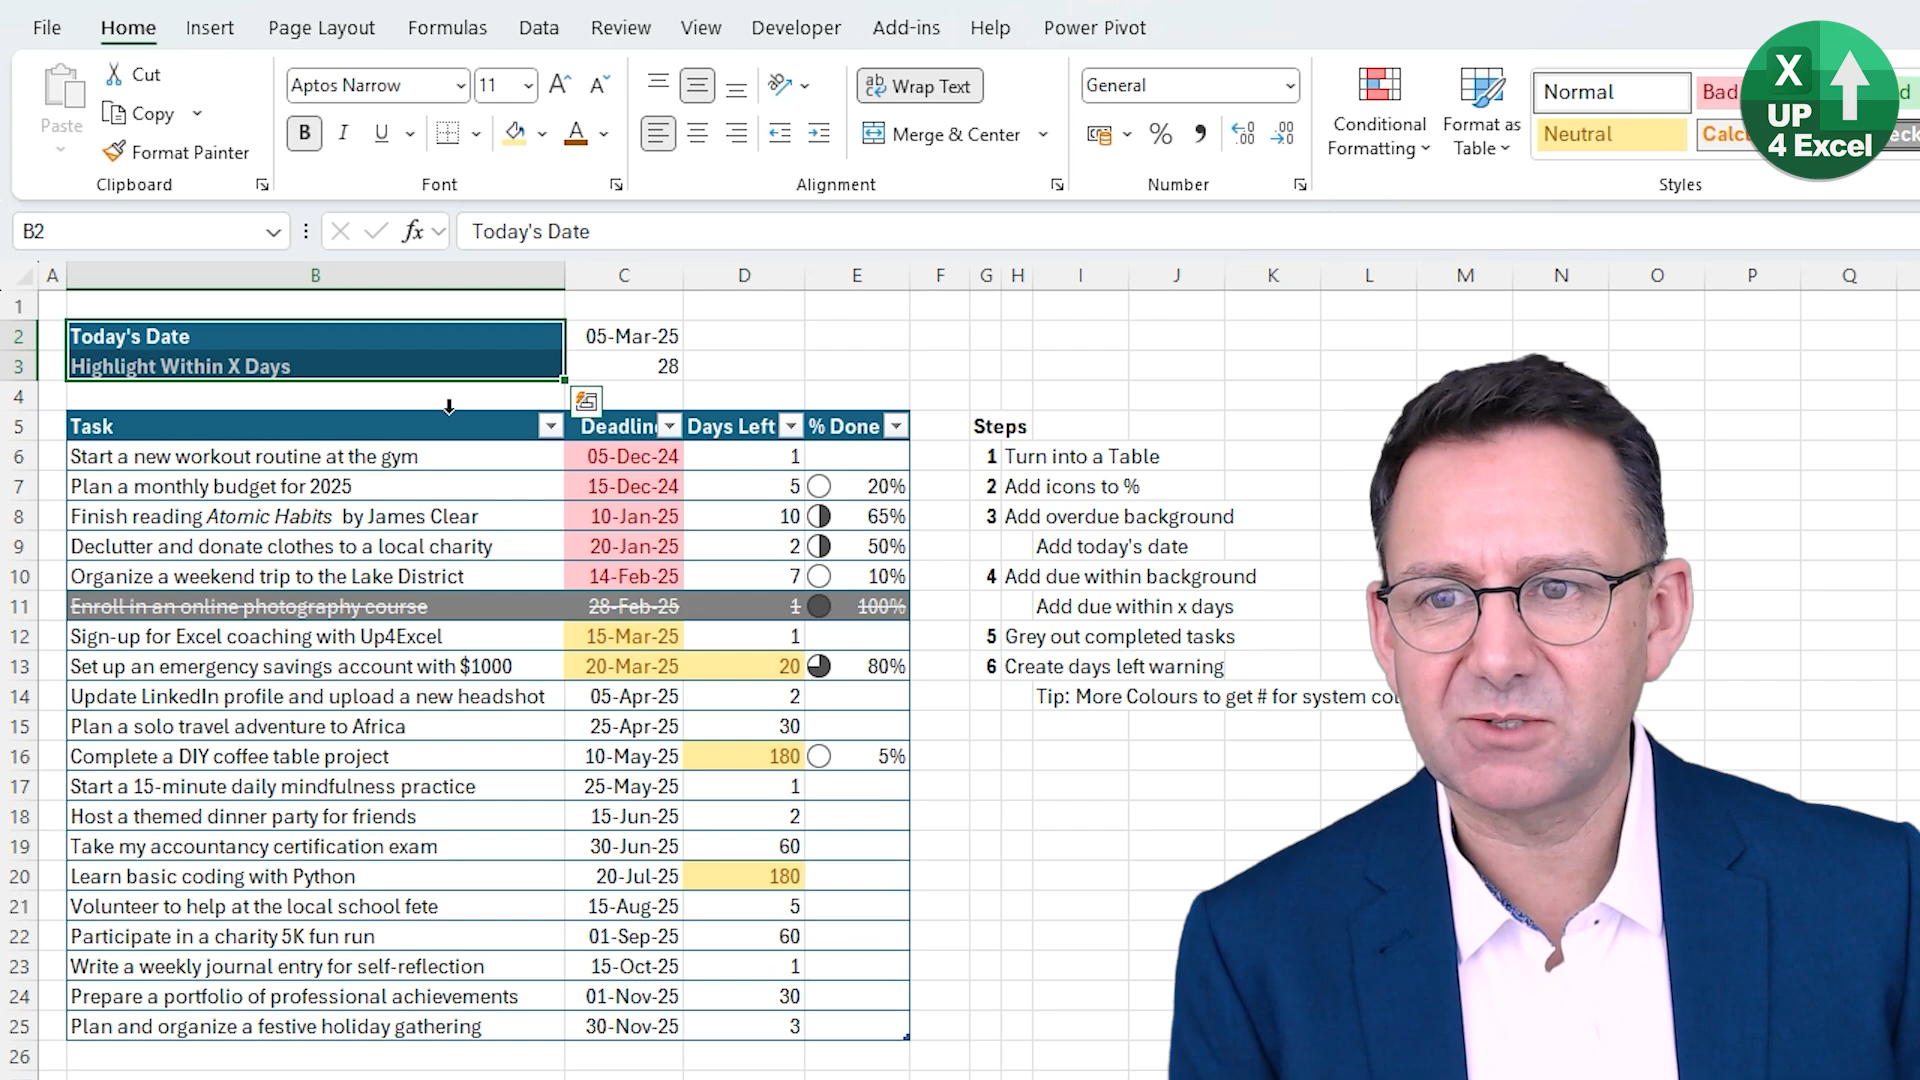 File Home Insert Page Layout Formulas Data Review View Developer Add-ins Help Power Pivot
Cut
Copy
Format Painter
Paste
Clipboard
Aptos Narrow 11 A^ A˅
B I U A
Font
ab Wrap Text
Merge & Center
Alignment
General
% 9
Number
Conditional Formatting
Format as Table
Normal Bad
Neutral Calc
Styles
X UP 4 Excel
B2 fx Today's Date
A B C D E F G H I J K L M N O P Q
1
2 Today's Date 05-Mar-25
3 Highlight Within X Days 28
4
5 Task Deadlin Days Left % Done Steps
6 Start a new workout routine at the gym 05-Dec-24 1 1 Turn into a Table
7 Plan a monthly budget for 2025 15-Dec-24 5 20% 2 Add icons to %
8 Finish reading Atomic Habits by James Clear 10-Jan-25 10 65% 3 Add overdue background
9 Declutter and donate clothes to a local charity 20-Jan-25 2 50% Add today's date
10 Organize a weekend trip to the Lake District 14-Feb-25 7 10% 4 Add due within background
11 Enroll in an online photography course 28-Feb-25 1 100% Add due within x days
12 Sign-up for Excel coaching with Up4Excel 15-Mar-25 1 5 Grey out completed tasks
13 Set up an emergency savings account with $1000 20-Mar-25 20 80% 6 Create days left warning
14 Update LinkedIn profile and upload a new headshot 05-Apr-25 2 Tip: More Colours to get # for system col
15 Plan a solo travel adventure to Africa 25-Apr-25 30
16 Complete a DIY coffee table project 10-May-25 180 5%
17 Start a 15-minute daily mindfulness practice 25-May-25 1
18 Host a themed dinner party for friends 15-Jun-25 2
19 Take my accountancy certification exam 30-Jun-25 60
20 Learn basic coding with Python 20-Jul-25 180
21 Volunteer to help at the local school fete 15-Aug-25 5
22 Participate in a charity 5K fun run 01-Sep-25 60
23 Write a weekly journal entry for self-reflection 15-Oct-25 1
24 Prepare a portfolio of professional achievements 01-Nov-25 30
25 Plan and organize a festive holiday gathering 30-Nov-25 3
26